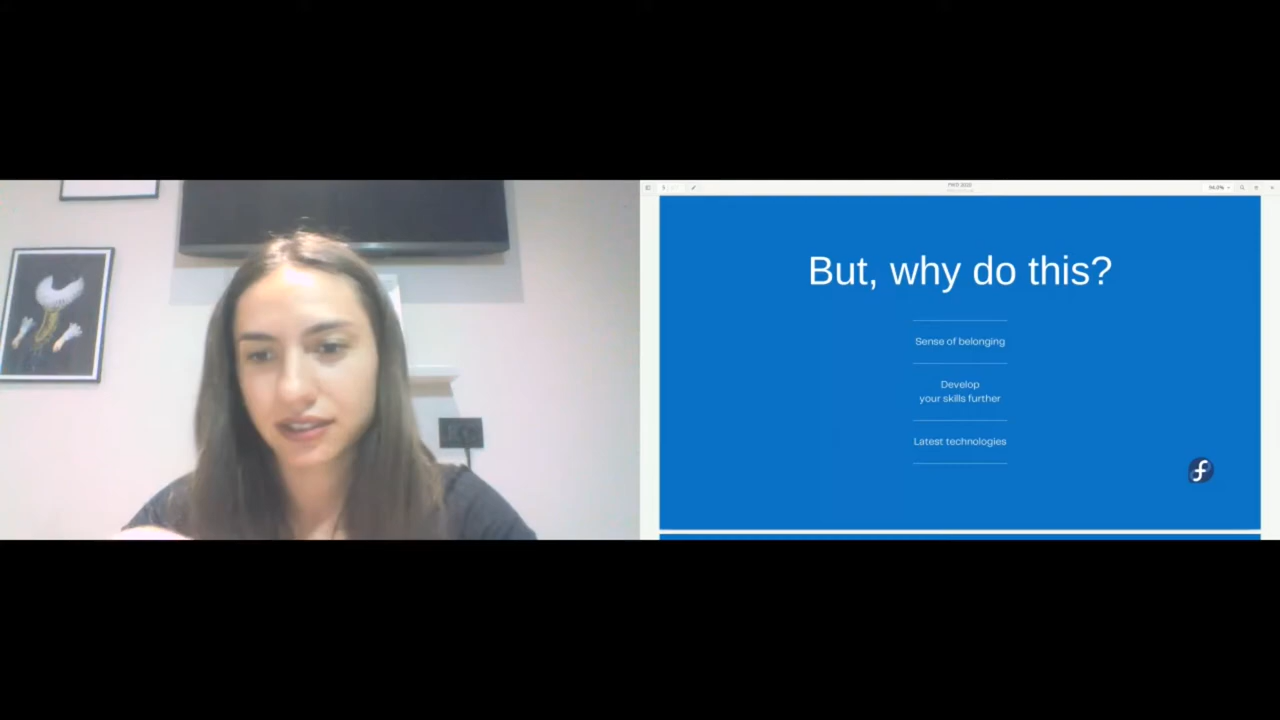 But, why do this?
Sense of belonging
Develop
your skills further
Latest technologies